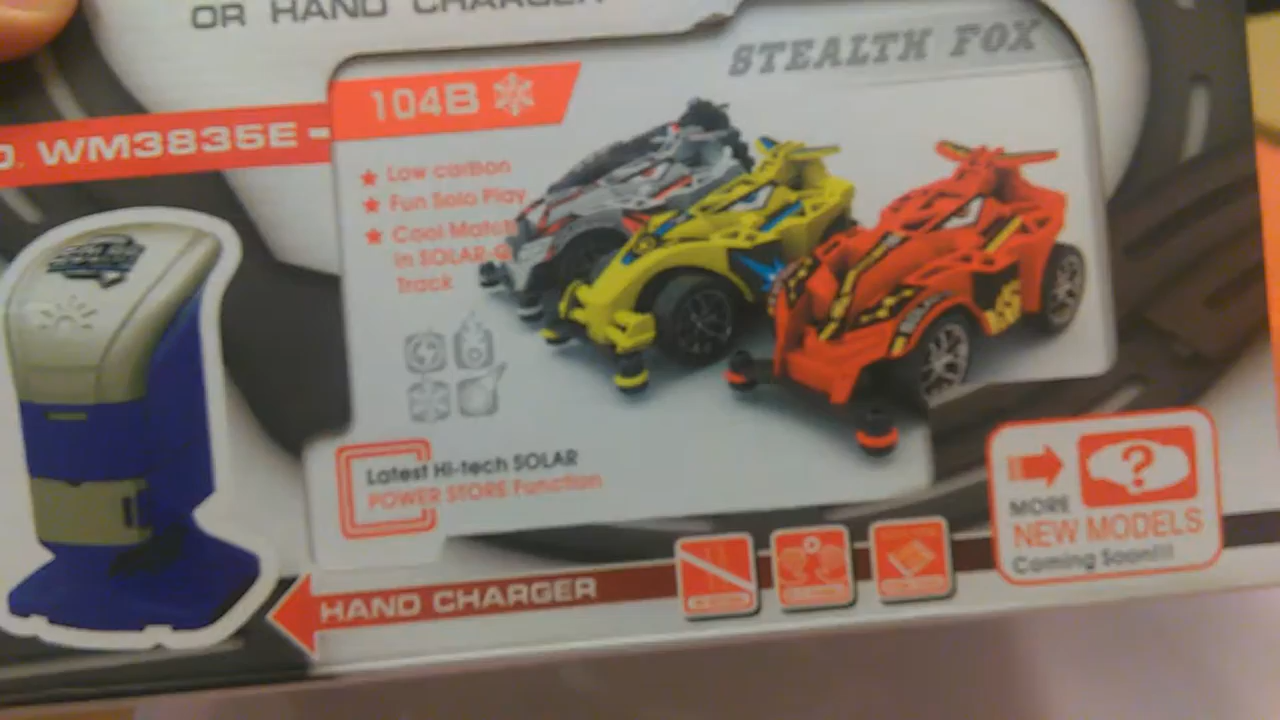 OR HAND CHARGER
STEALTH FOX
104B
WM3835E
Low carbon
Fun Solo Play
Cool Match
in SOLAR-
Track
Latest Hi-tech SOLAR
POWER STORE Function
HAND CHARGER
?
MORE
NEW MODELS
Coming Soon!!!